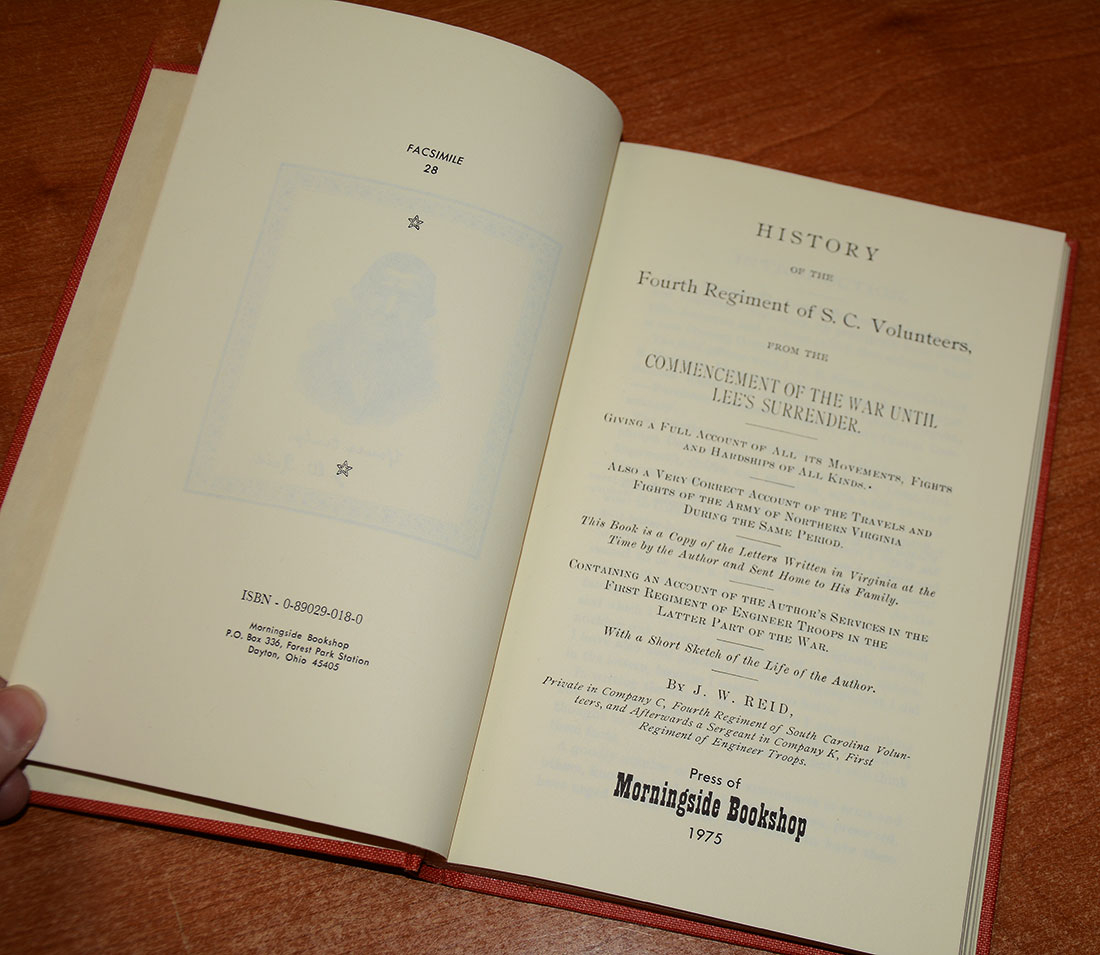 FACSIMILE
28
ISBN - 0-89029-018-0
Morningside Bookshop
P.O. Box 336, Forest Park Station
Dayton, Ohio 45405
HISTORY
OF THE
Fourth Regiment of S. C. Volunteers,
FROM THE
COMMENCEMENT OF THE WAR UNTIL
LEE'S SURRENDER.
GIVING A FULL ACCOUNT OF ALL ITS MOVEMENTS, FIGHTS
AND HARDSHIPS OF ALL KINDS.
ALSO A VERY CORRECT ACCOUNT OF THE TRAVELS AND
FIGHTS OF THE ARMY OF NORTHERN VIRGINIA
DURING THE SAME PERIOD.
This Book is a Copy of the Letters Written in Virginia at the
Time by the Author and Sent Home to His Family.
CONTAINING AN ACCOUNT OF THE AUTHOR'S SERVICES IN THE
FIRST REGIMENT OF ENGINEER TROOPS IN THE
LATTER PART OF THE WAR.
With a Short Sketch of the Life of the Author.
BY J. W. REID,
Private in Company C, Fourth Regiment of South Carolina Volun-
teers, and Afterwards a Sergeant in Company K, First
Regiment of Engineer Troops.
Press of
Morningside Bookshop
1975